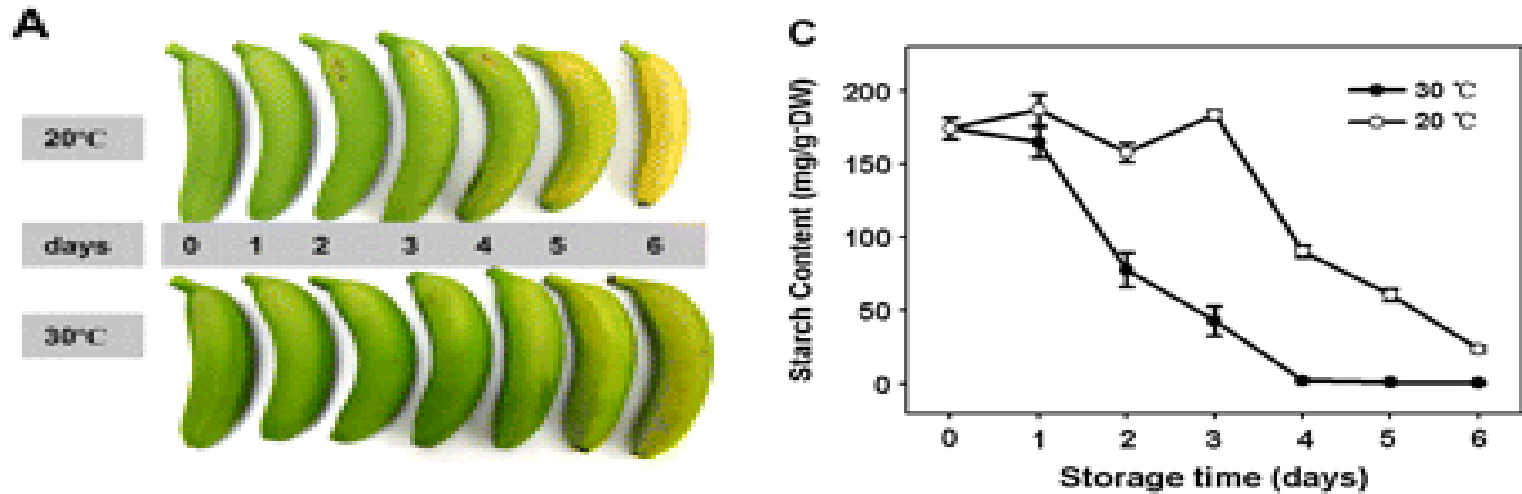 A
20℃
days 0 1 2 3 4 5 6
30℃
C
Starch Content (mg/g·DW)
200
150
100
50
0
30 ℃
20 ℃
0 1 2 3 4 5 6
Storage time (days)